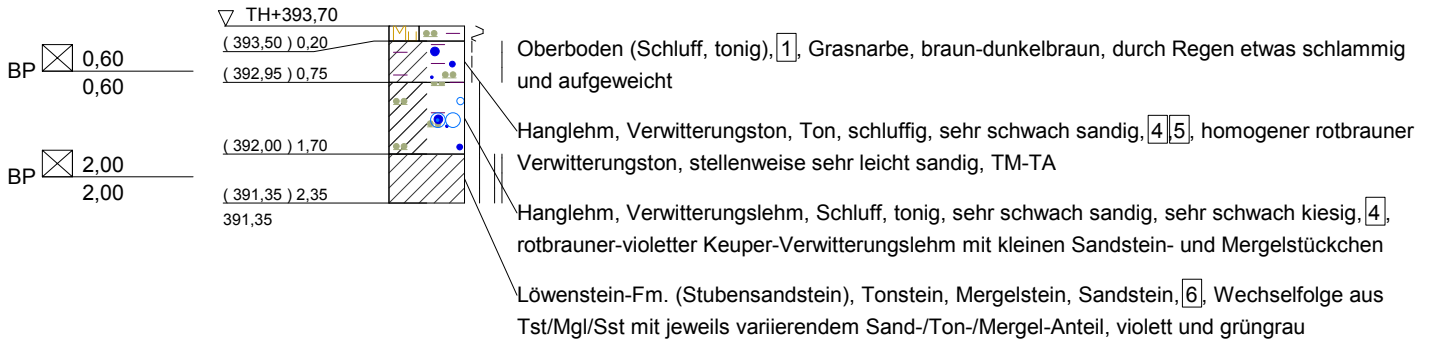 TH+393,70
( 393,50 ) 0,20
BP 0,60
0,60
( 392,95 ) 0,75
( 392,00 ) 1,70
BP 2,00
2,00
( 391,35 ) 2,35
391,35
Oberboden (Schluff, tonig), 1, Grasnarbe, braun-dunkelbraun, durch Regen etwas schlammig
und aufgeweicht
Hanglehm, Verwitterungston, Ton, schluffig, sehr schwach sandig, 4,5, homogener rotbrauner
Verwitterungston, stellenweise sehr leicht sandig, TM-TA
Hanglehm, Verwitterungslehm, Schluff, tonig, sehr schwach sandig, sehr schwach kiesig, 4,
rotbrauner-violetter Keuper-Verwitterungslehm mit kleinen Sandstein- und Mergelstückchen
Löwenstein-Fm. (Stubensandstein), Tonstein, Mergelstein, Sandstein, 6, Wechselfolge aus
Tst/Mgl/Sst mit jeweils variierendem Sand-/Ton-/Mergel-Anteil, violett und grüngrau